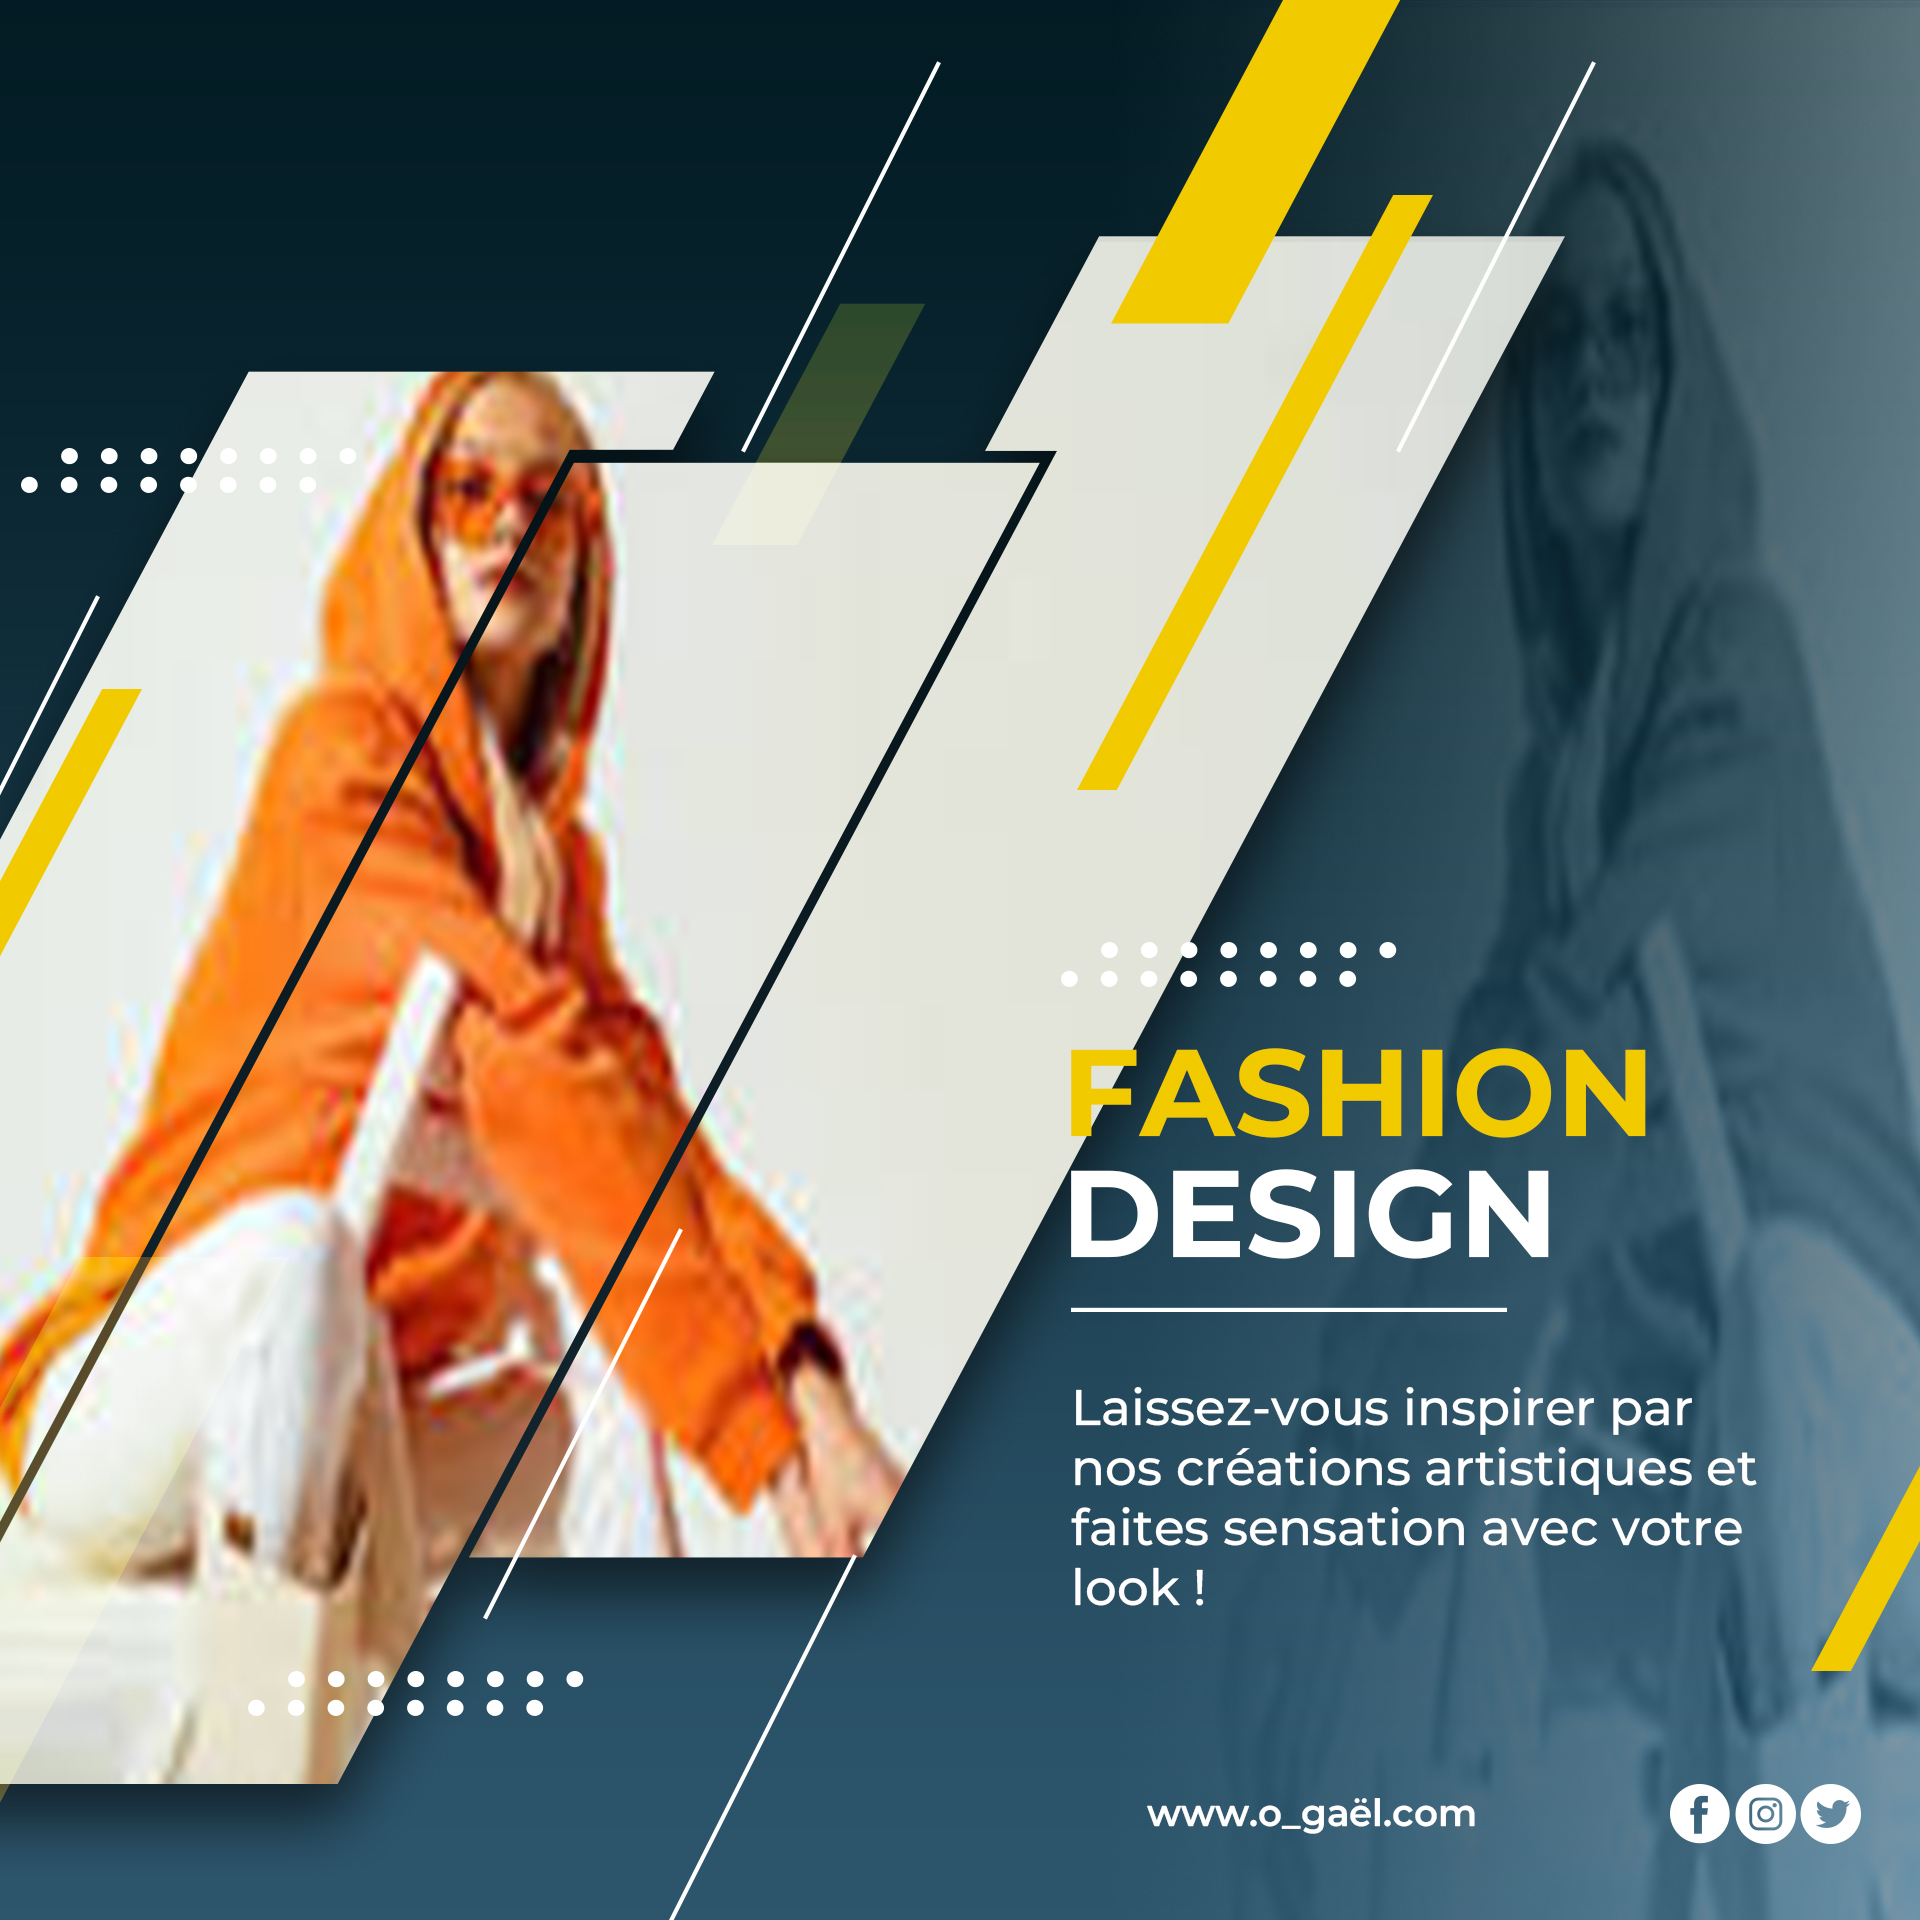 FASHION
DESIGN
Laissez-vous inspirer par
nos créations artistiques et
faites sensation avec votre
look !
www.o_gaël.com